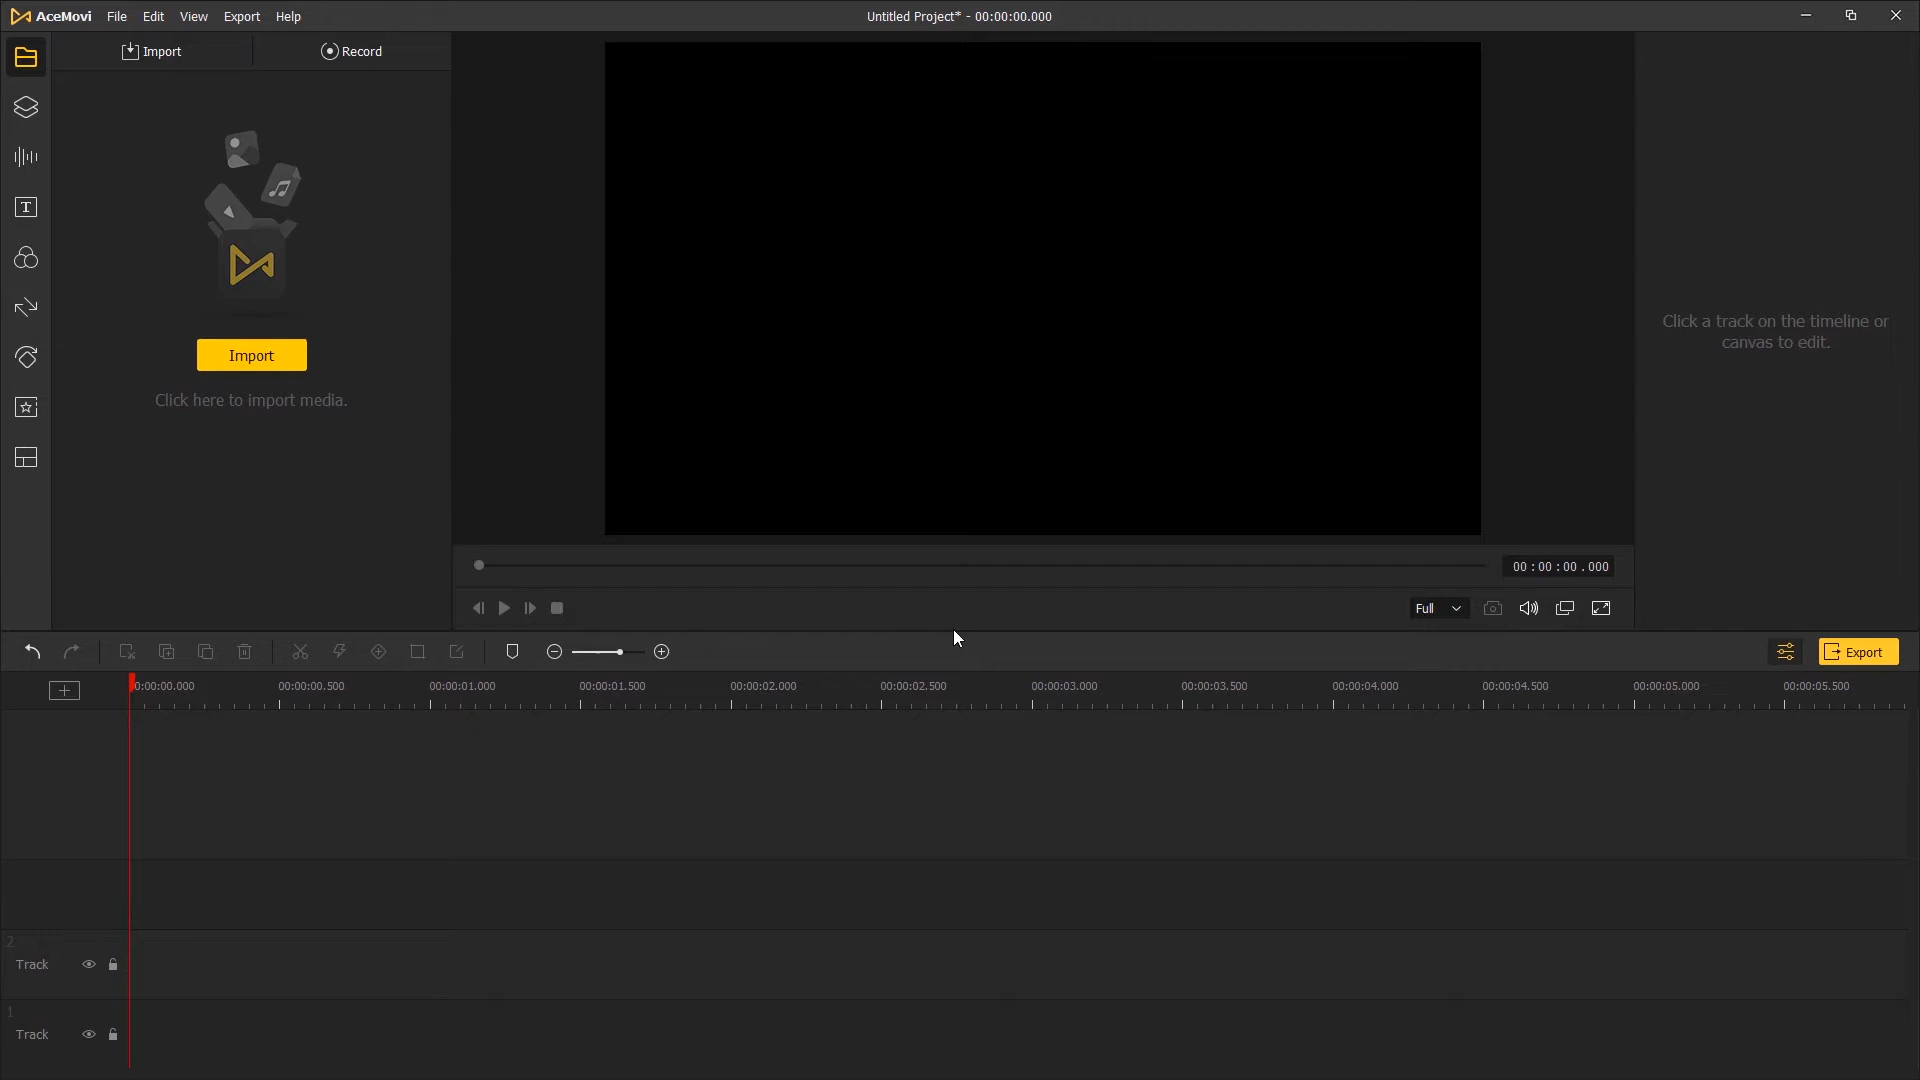 AceMovi File Edit View Export Help
Untitled Project* - 00:00:00.000
Import
Record
Import
Click here to import media.
Click a track on the timeline or
canvas to edit.
00:00:00.000
Full
Export
0:00:00.000 00:00:00.500 00:00:01.000 00:00:01.500 00:00:02.000 00:00:02.500 00:00:03.000 00:00:03.500 00:00:04.000 00:00:04.500 00:00:05.000 00:00:05.500
2
Track
1
Track